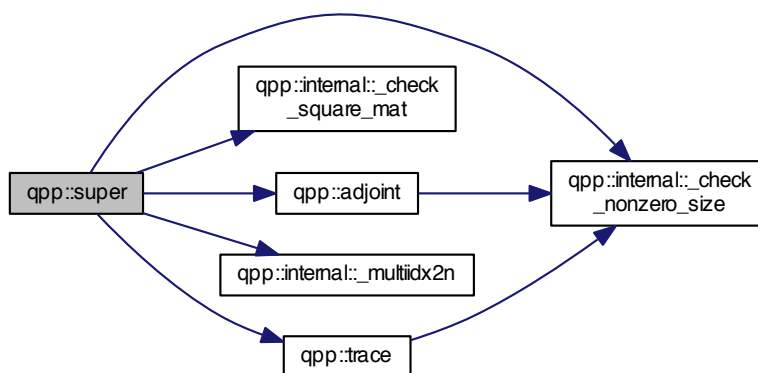 qpp::super
qpp::internal::_check
_square_mat
qpp::adjoint
qpp::internal::_multiidx2n
qpp::trace
qpp::internal::_check
_nonzero_size